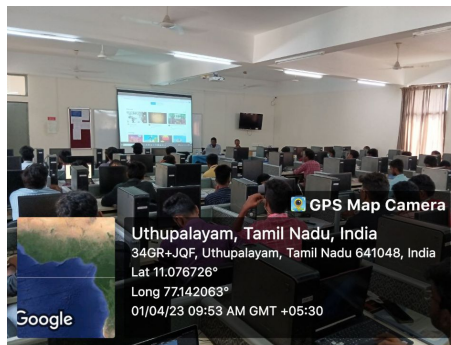 GPS Map Camera
Uthupalayam, Tamil Nadu, India
34GR+JQF, Uthupalayam, Tamil Nadu 641048, India
Lat 11.076726°
Long 77.142063°
01/04/23 09:53 AM GMT +05:30
Google